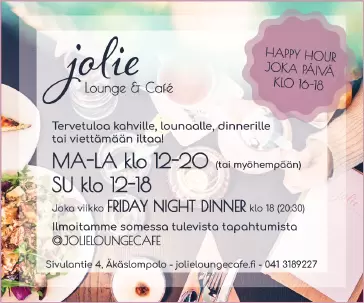 jolie
Lounge & Café
HAPPY HOUR
JOKA PÄIVÄ
KLO 16-18
Tervetuloa kahville, lounaalle, dinnerille
tai viettämään iltaa!
MA-LA klo 12-20 (tai myöhempään)
SU klo 12-18
Joka viikko FRIDAY NIGHT DINNER klo 18 (20:30)
Ilmoitamme somessa tulevista tapahtumista
@JOLIELOUNGECAFE
Sivulantie 4, Äkäslompolo - jolieloungecafe.fi - 041 3189227